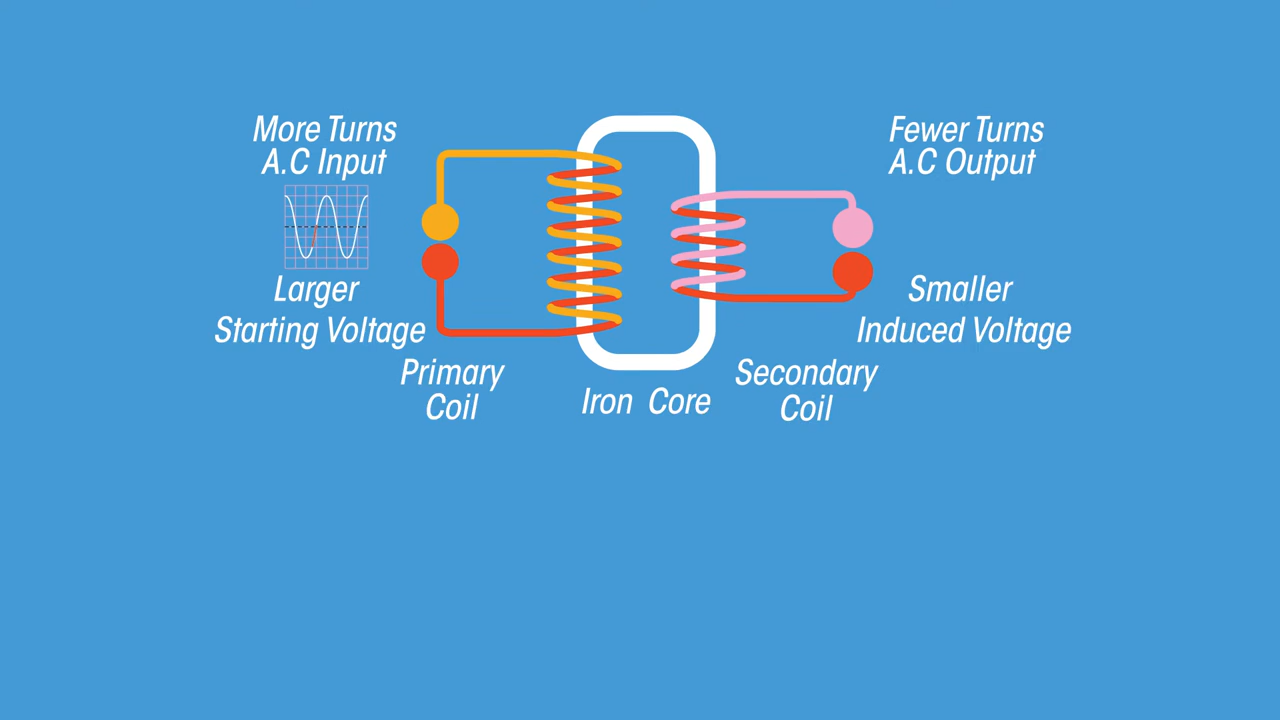 More Turns
A.C Input
Larger
Starting Voltage
Primary
Coil
Iron Core
Secondary
Coil
Fewer Turns
A.C Output
Smaller
Induced Voltage